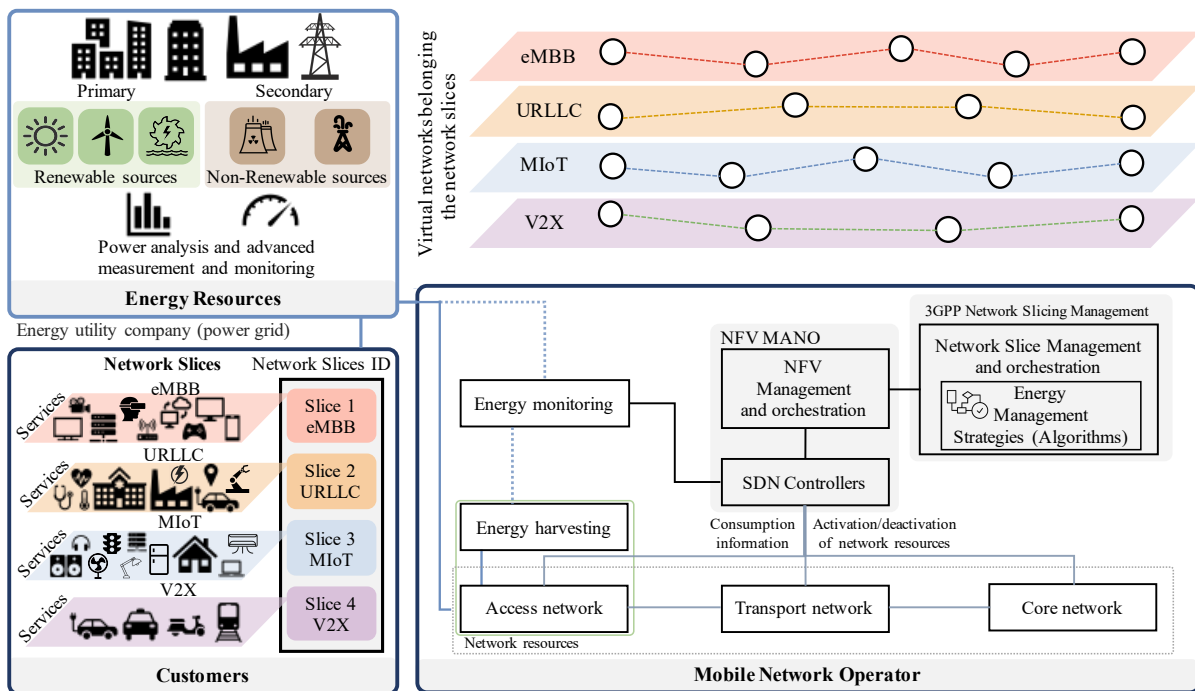 Primary
Secondary
Renewable sources
Non-Renewable sources
Power analysis and advanced
measurement and monitoring
Energy Resources
Energy utility company (power grid)
Virtual networks belonging
the network slices
eMBB
URLLC
MIoT
V2X
Network Slices
Network Slices ID
Services
eMBB
Slice 1
eMBB
Services
URLLC
Slice 2
URLLC
Services
MIoT
Slice 3
MIoT
Services
V2X
Slice 4
V2X
Customers
3GPP Network Slicing Management
NFV MANO
NFV
Management
and orchestration
Network Slice Management
and orchestration
Energy
Management
Strategies (Algorithms)
Energy monitoring
SDN Controllers
Energy harvesting
Consumption
information
Activation/deactivation
of network resources
Access network
Transport network
Core network
Network resources
Mobile Network Operator